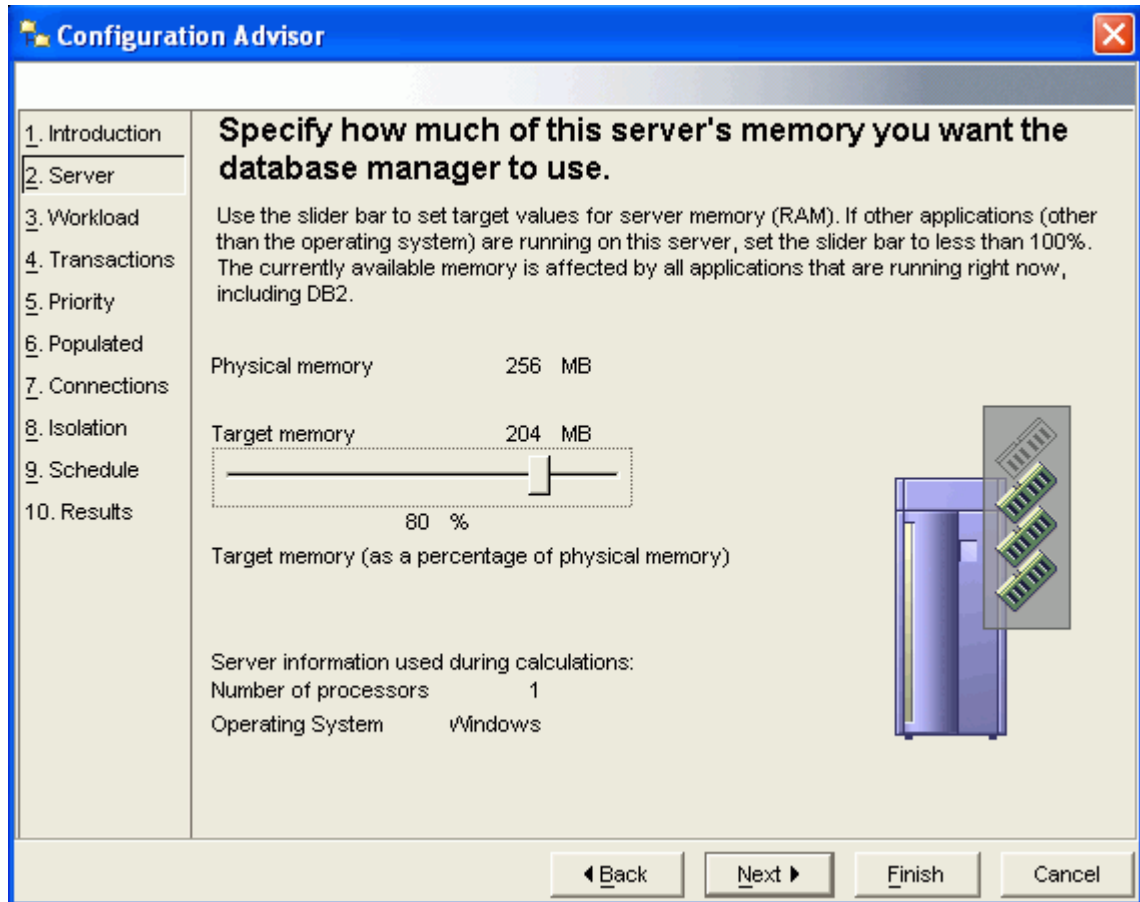 Configuration Advisor
1. Introduction
2. Server
3. Workload
4. Transactions
5. Priority
6. Populated
7. Connections
8. Isolation
9. Schedule
10. Results
Specify how much of this server's memory you want the
database manager to use.
Use the slider bar to set target values for server memory (RAM). If other applications (other
than the operating system) are running on this server, set the slider bar to less than 100%.
The currently available memory is affected by all applications that are running right now,
including DB2.
Physical memory 256 MB
Target memory 204 MB
80 %
Target memory (as a percentage of physical memory)
Server information used during calculations:
Number of processors 1
Operating System Windows
Back Next Finish Cancel